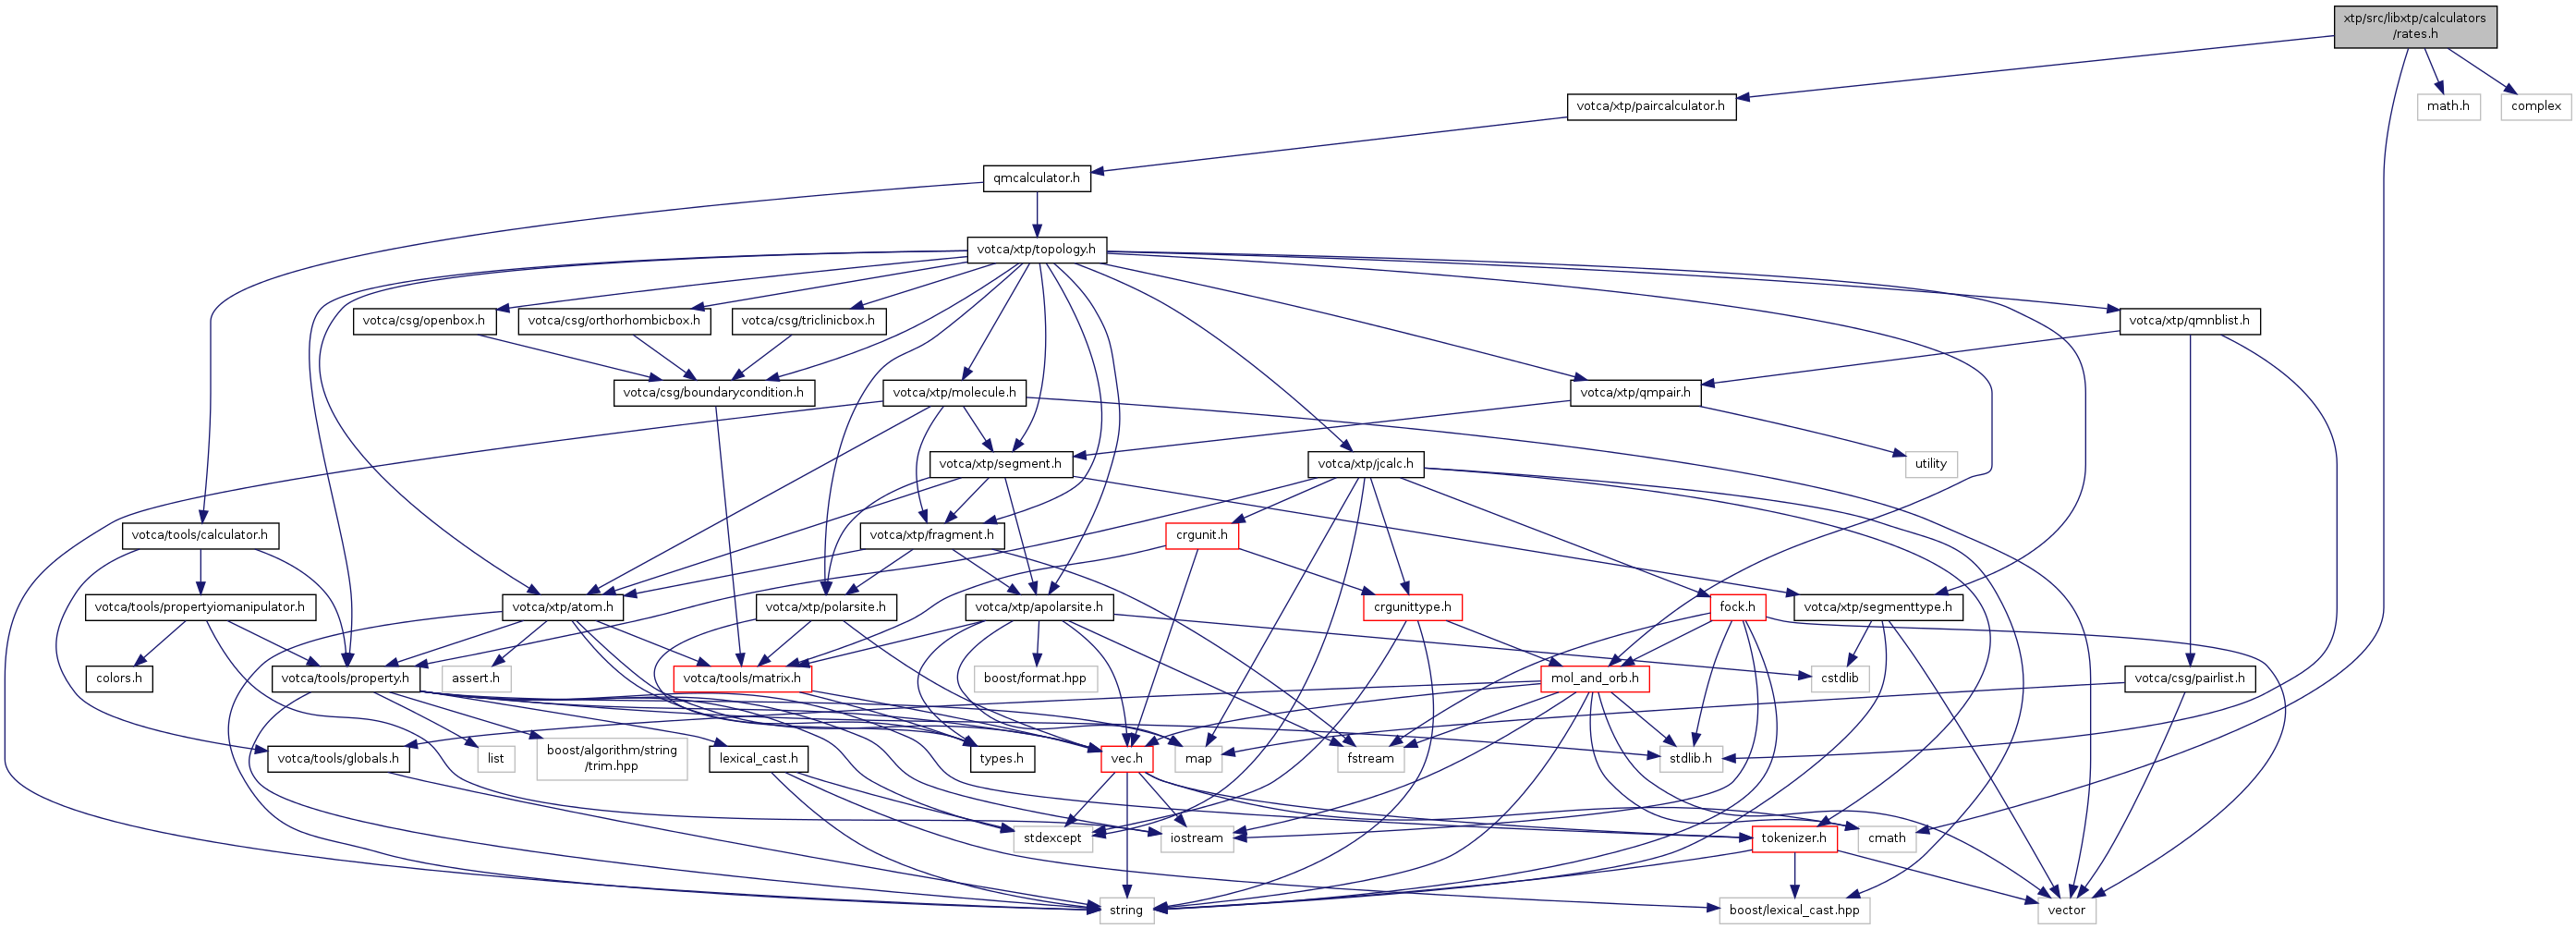 xtp/src/libxtp/calculators
/rates.h
votca/xtp/paircalculator.h
math.h
complex
qmcalculator.h
votca/xtp/topology.h
votca/csg/openbox.h
votca/csg/orthorhombicbox.h
votca/csg/triclinicbox.h
votca/xtp/qmnblist.h
votca/csg/boundarycondition.h
votca/xtp/molecule.h
votca/xtp/qmpair.h
votca/xtp/segment.h
votca/xtp/jcalc.h
utility
votca/tools/calculator.h
votca/xtp/fragment.h
crgunit.h
votca/tools/propertyiomanipulator.h
votca/xtp/atom.h
votca/xtp/polarsite.h
votca/xtp/apolarsite.h
crgunittype.h
fock.h
votca/xtp/segmenttype.h
colors.h
votca/tools/property.h
assert.h
votca/tools/matrix.h
boost/format.hpp
mol_and_orb.h
cstdlib
votca/csg/pairlist.h
votca/tools/globals.h
list
boost/algorithm/string
/trim.hpp
lexical_cast.h
types.h
vec.h
map
fstream
stdlib.h
stdexcept
iostream
tokenizer.h
cmath
string
boost/lexical_cast.hpp
vector